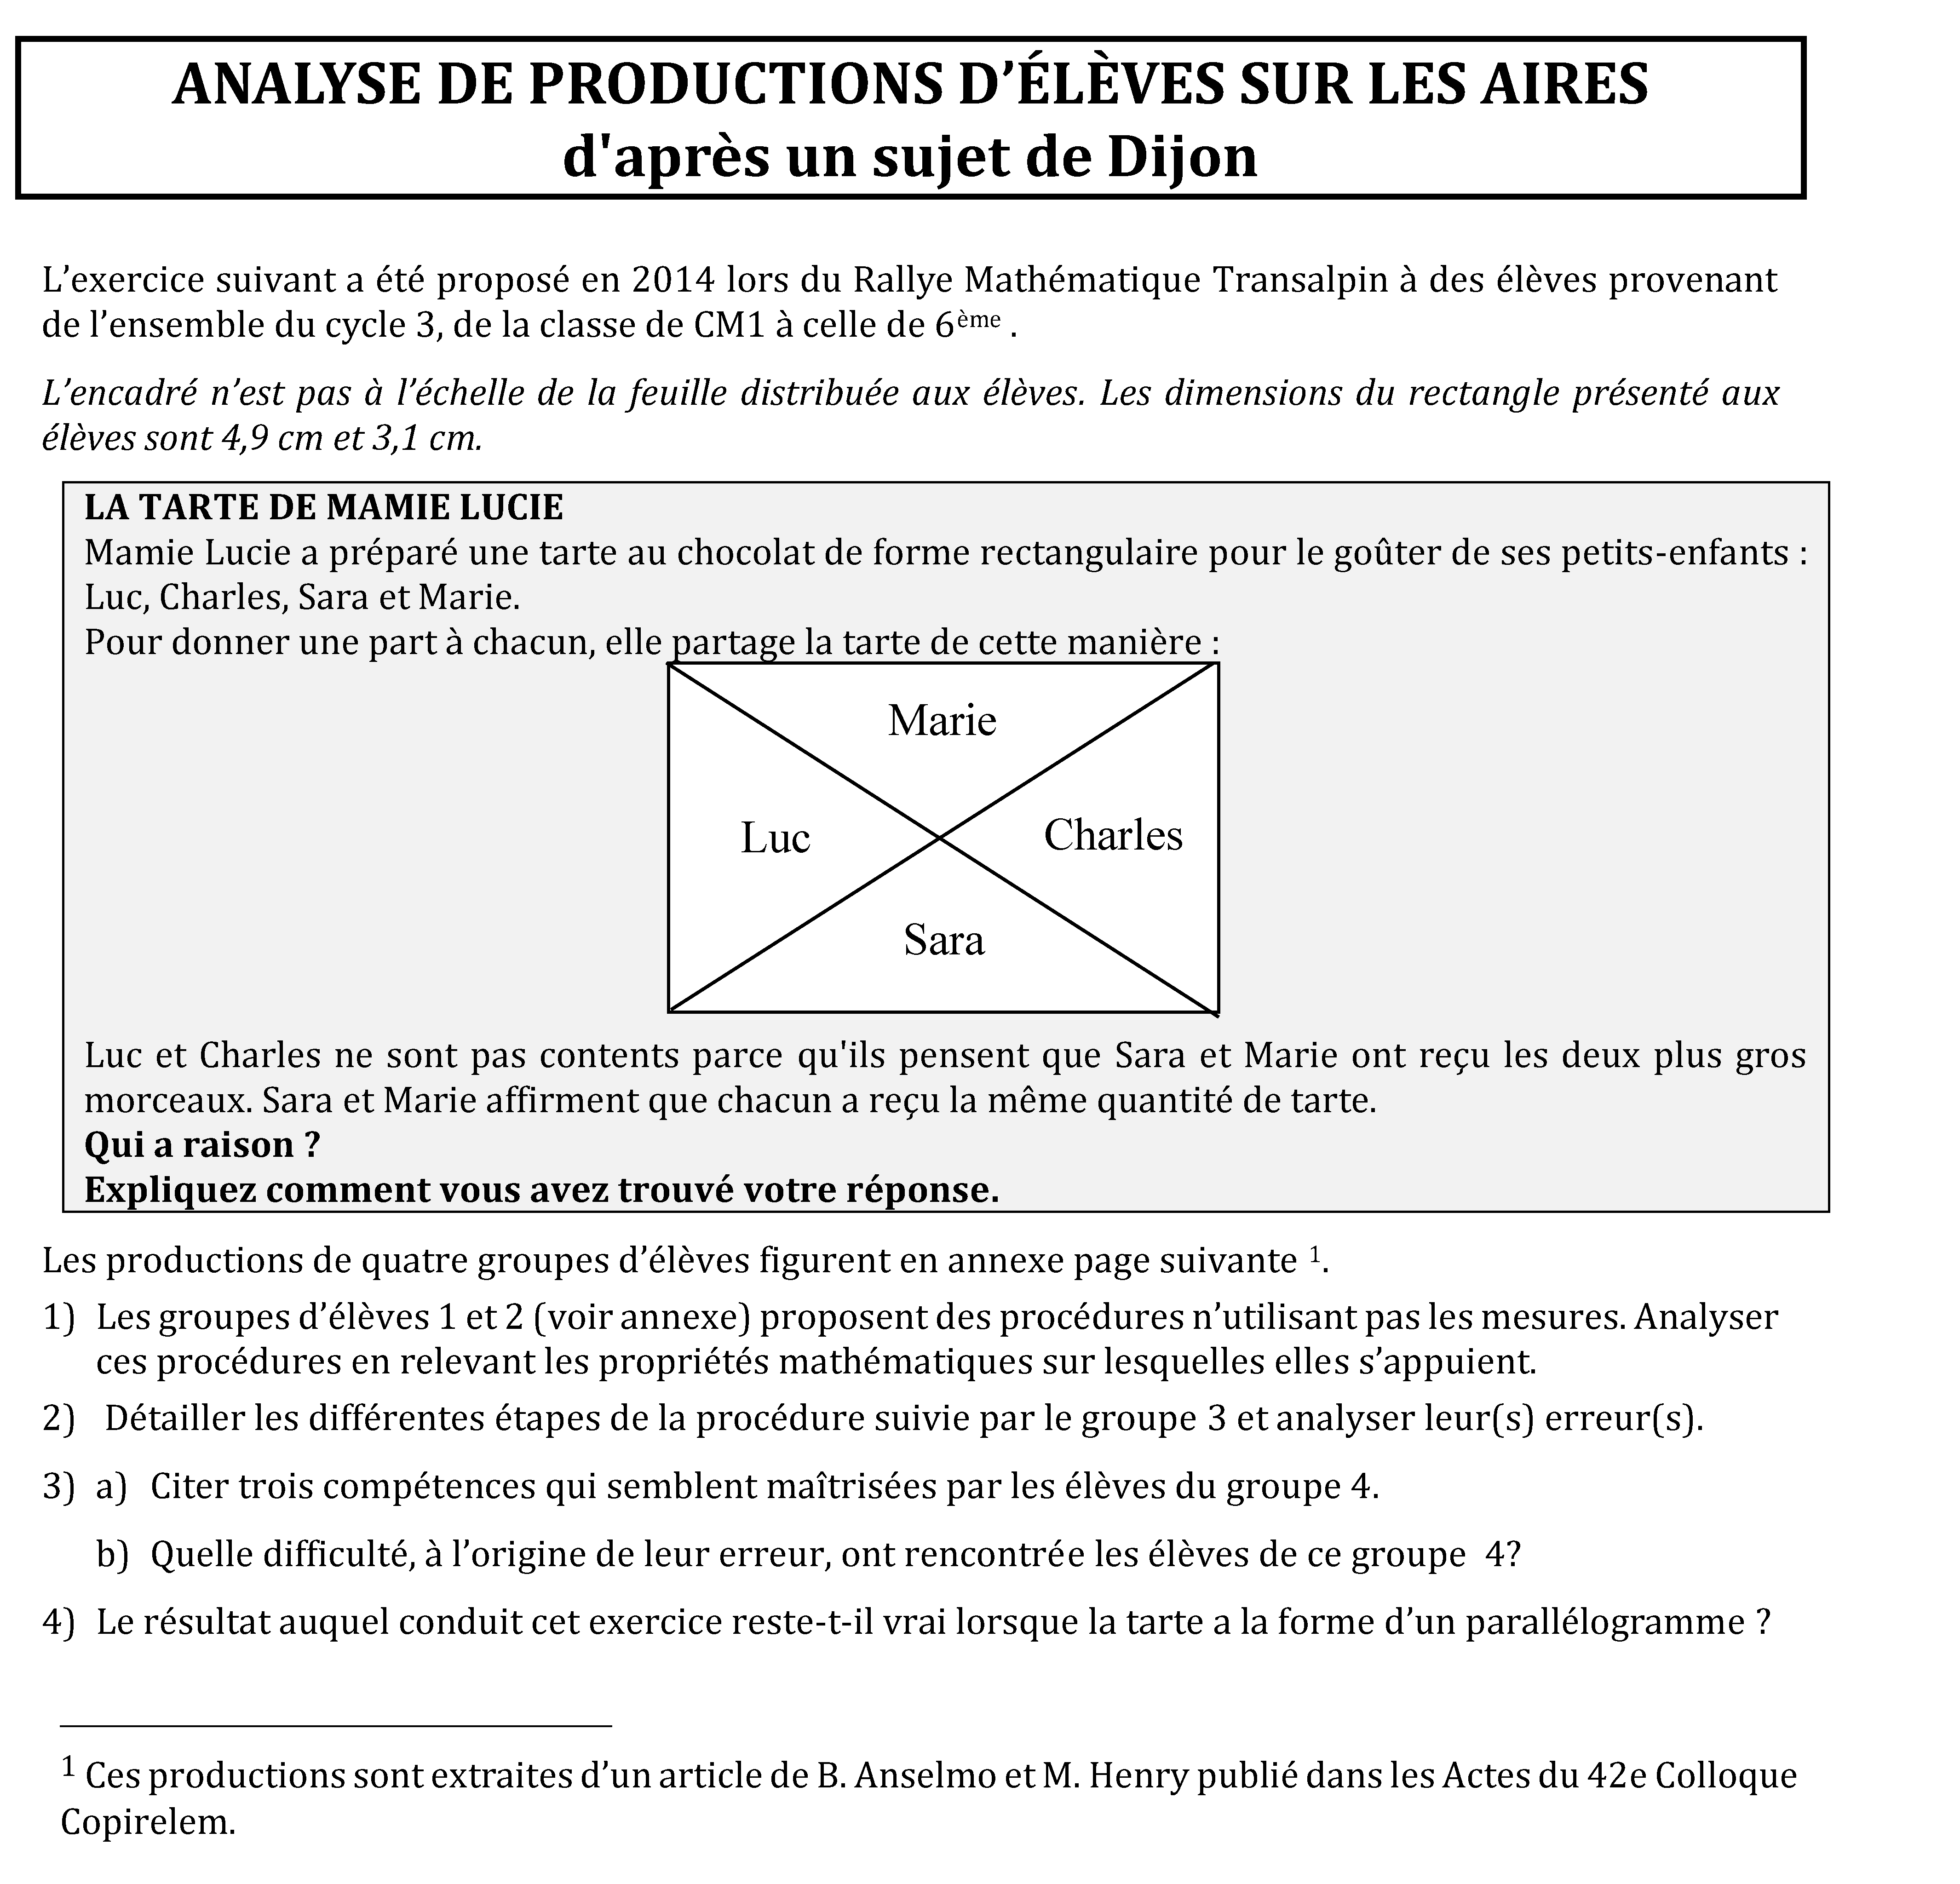 ANALYSE DE PRODUCTIONS D’ÉLÈVES SUR LES AIRES
d'après un sujet de Dijon
L’exercice suivant a été proposé en 2014 lors du Rallye Mathématique Transalpin à des élèves provenant
de l’ensemble du cycle 3, de la classe de CM1 à celle de 6ème .
L’encadré n’est pas à l’échelle de la feuille distribuée aux élèves. Les dimensions du rectangle présenté aux
élèves sont 4,9 cm et 3,1 cm.
LA TARTE DE MAMIE LUCIE
Mamie Lucie a préparé une tarte au chocolat de forme rectangulaire pour le goûter de ses petits-enfants :
Luc, Charles, Sara et Marie.
Pour donner une part à chacun, elle partage la tarte de cette manière :
Marie
Luc
Charles
Sara
Luc et Charles ne sont pas contents parce qu'ils pensent que Sara et Marie ont reçu les deux plus gros
morceaux. Sara et Marie affirment que chacun a reçu la même quantité de tarte.
Qui a raison ?
Expliquez comment vous avez trouvé votre réponse.
Les productions de quatre groupes d’élèves figurent en annexe page suivante 1.
1) Les groupes d’élèves 1 et 2 (voir annexe) proposent des procédures n’utilisant pas les mesures. Analyser
ces procédures en relevant les propriétés mathématiques sur lesquelles elles s’appuient.
2) Détailler les différentes étapes de la procédure suivie par le groupe 3 et analyser leur(s) erreur(s).
3) a) Citer trois compétences qui semblent maîtrisées par les élèves du groupe 4.
b) Quelle difficulté, à l’origine de leur erreur, ont rencontrée les élèves de ce groupe 4?
4) Le résultat auquel conduit cet exercice reste-t-il vrai lorsque la tarte a la forme d’un parallélogramme ?
1 Ces productions sont extraites d’un article de B. Anselmo et M. Henry publié dans les Actes du 42e Colloque
Copirelem.